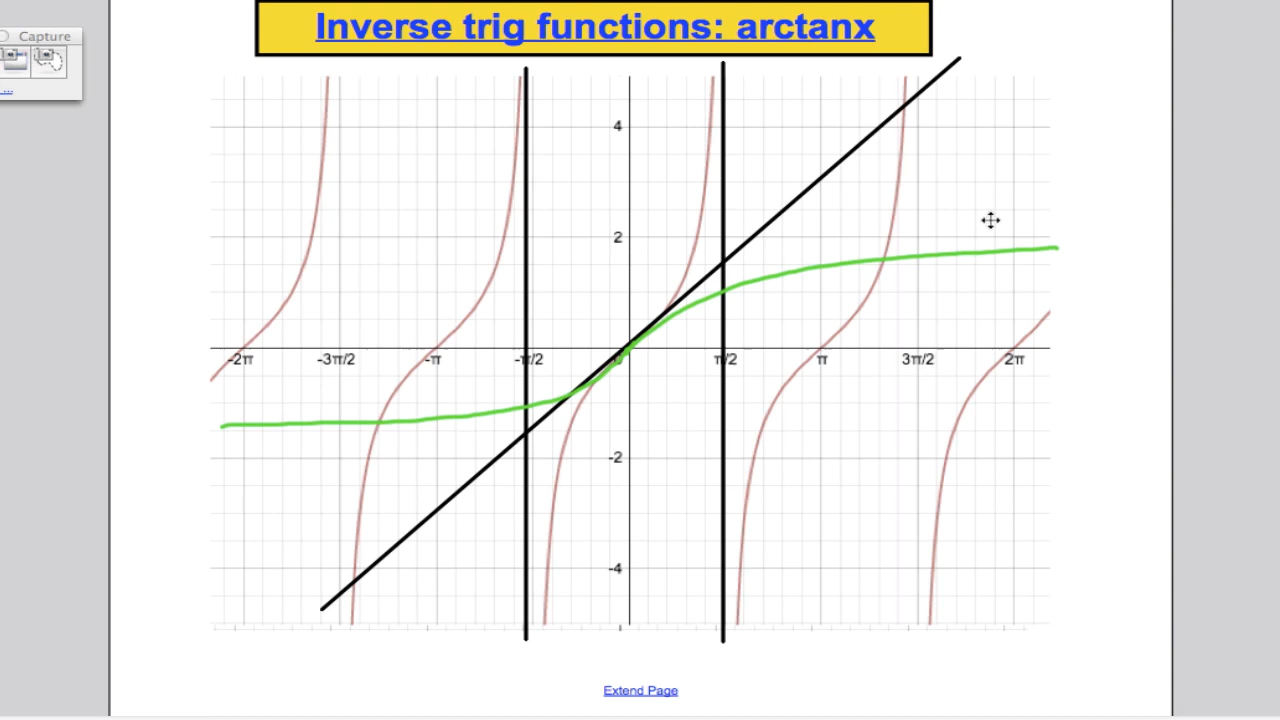 Inverse trig functions: arctanx
Capture
...
4
2
-2π -3π/2 -π -π/2 0 π/2 π 3π/2 2π
-2
-4
Extend Page